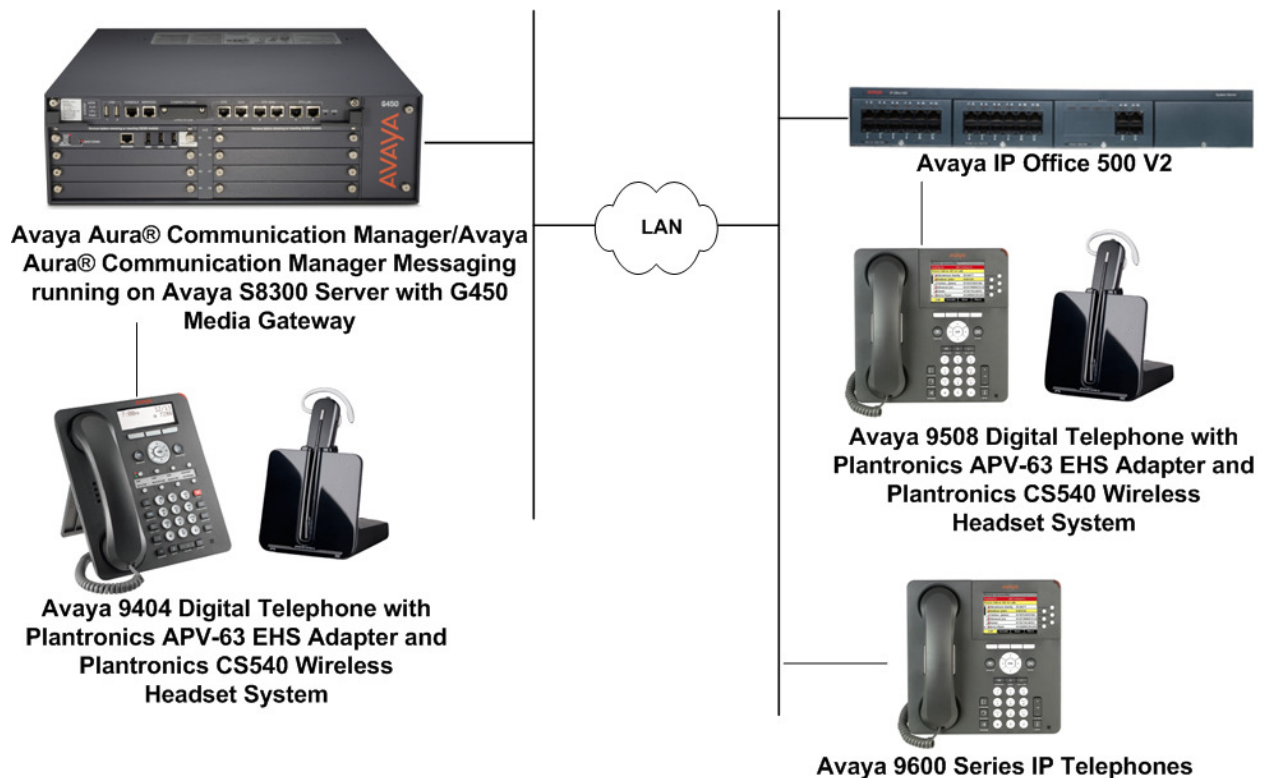 G450
AVAYA
Avaya Aura® Communication Manager/Avaya
Aura® Communication Manager Messaging
running on Avaya S8300 Server with G450
Media Gateway
LAN
Avaya IP Office 500 V2
Avaya 9404 Digital Telephone with
Plantronics APV-63 EHS Adapter and
Plantronics CS540 Wireless
Headset System
Avaya 9508 Digital Telephone with
Plantronics APV-63 EHS Adapter and
Plantronics CS540 Wireless
Headset System
Avaya 9600 Series IP Telephones